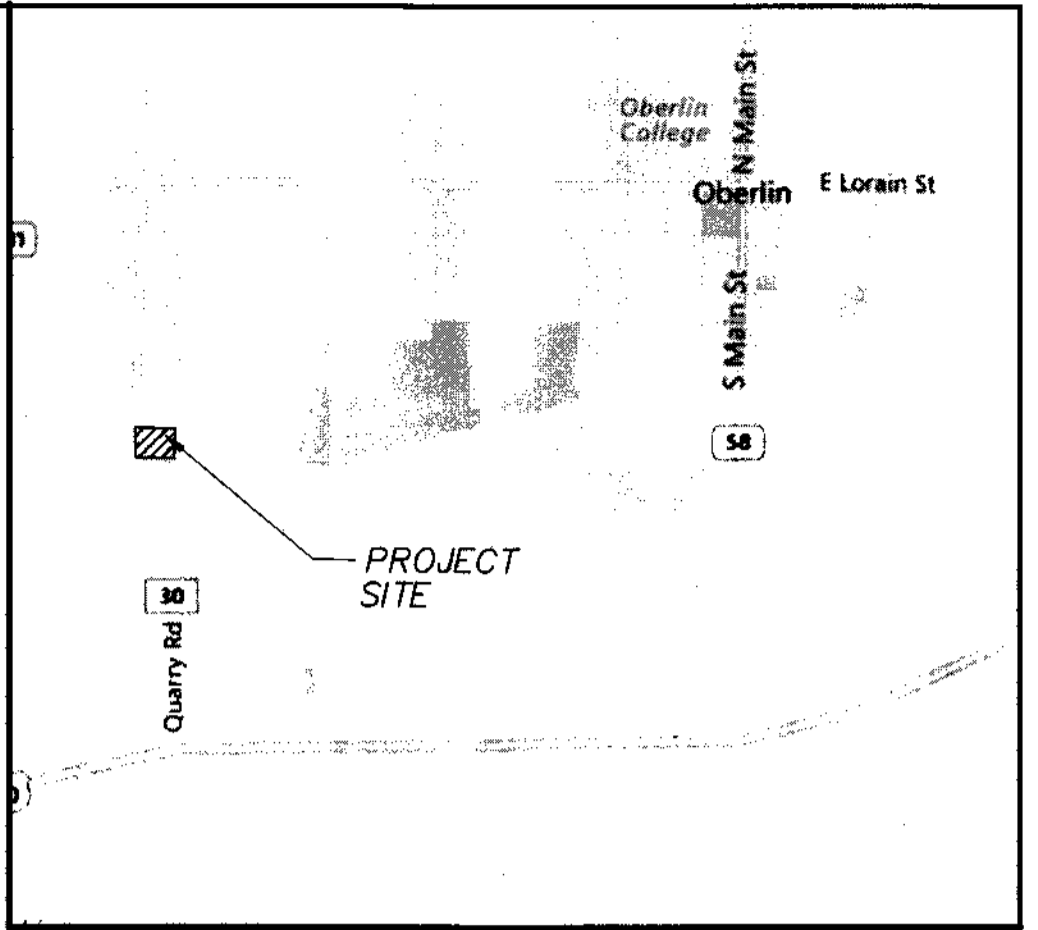 N Main St
Oberlin
College
Oberlin
E Lorain St
S Main St
58
PROJECT
SITE
30
Quarry Rd